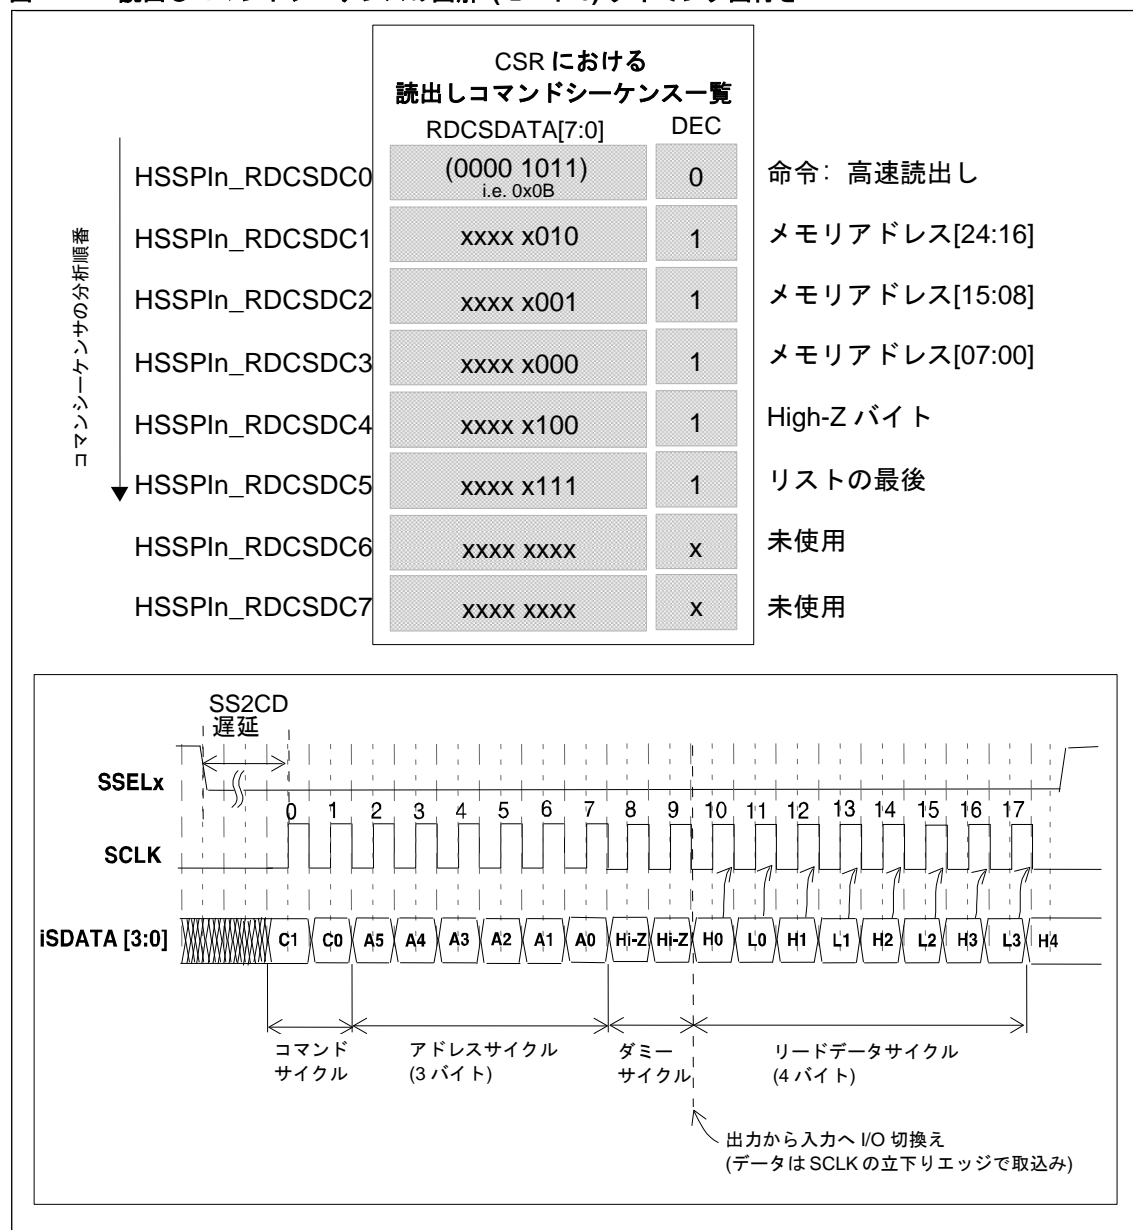 CSR における
読出しコマンドシーケンス一覧
RDCSDATA[7:0] DEC
コマンシーケンサの分析順番
HSSPIn_RDCSDC0 (0000 1011) i.e. 0x0B 0 命令: 高速読出し
HSSPIn_RDCSDC1 xxxx x010 1 メモリアドレス[24:16]
HSSPIn_RDCSDC2 xxxx x001 1 メモリアドレス[15:08]
HSSPIn_RDCSDC3 xxxx x000 1 メモリアドレス[07:00]
HSSPIn_RDCSDC4 xxxx x100 1 High-Z バイト
HSSPIn_RDCSDC5 xxxx x111 1 リストの最後
HSSPIn_RDCSDC6 xxxx xxxx x 未使用
HSSPIn_RDCSDC7 xxxx xxxx x 未使用
SS2CD
遅延
SSELx
0 1 2 3 4 5 6 7 8 9 10 11 12 13 14 15 16 17
SCLK
iSDATA [3:0] C1 C0 A5 A4 A3 A2 A1 A0 Hi-Z Hi-Z H0 L0 H1 L1 H2 L2 H3 L3 H4
コマンド
サイクル
アドレスサイクル
(3 バイト)
ダミー
サイクル
リードデータサイクル
(4 バイト)
出力から入力へ I/O 切換え
(データは SCLK の立下りエッジで取込み)